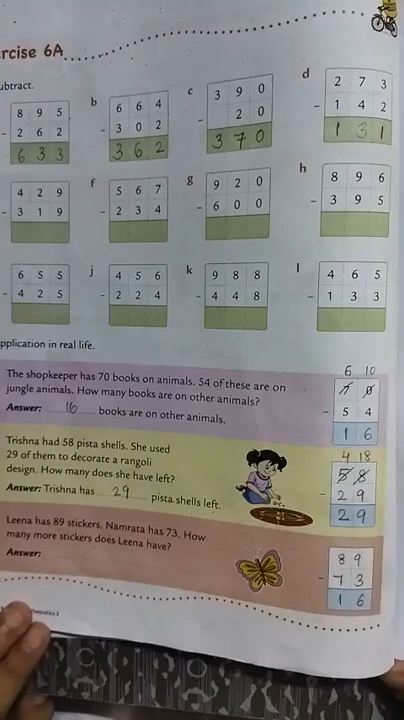 rcise 6A
ubtract.
8 9 5
- 2 6 2
6 3 3
b
6 6 4
- 3 0 2
3 6 2
c
3 9 0
- 2 0
3 7 0
d
2 7 3
- 1 4 2
1 3 1
4 2 9
- 3 1 9
f
5 6 7
- 2 3 4
g
9 2 0
- 6 0 0
h
8 9 6
- 3 9 5
6 5 5
- 4 2 5
j
4 5 6
- 2 2 4
k
9 8 8
- 4 4 8
l
4 6 5
- 1 3 3
pplication in real life.
The shopkeeper has 70 books on animals. 54 of these are on
jungle animals. How many books are on other animals?
Answer: 16 books are on other animals.
6 10
7 0
- 5 4
1 6
Trishna had 58 pista shells. She used
29 of them to decorate a rangoli
design. How many does she have left?
Answer: Trishna has 29 pista shells left.
4 18
5 8
- 2 9
2 9
Leena has 89 stickers. Namrata has 73. How
many more stickers does Leena have?
Answer:
8 9
- 7 3
1 6